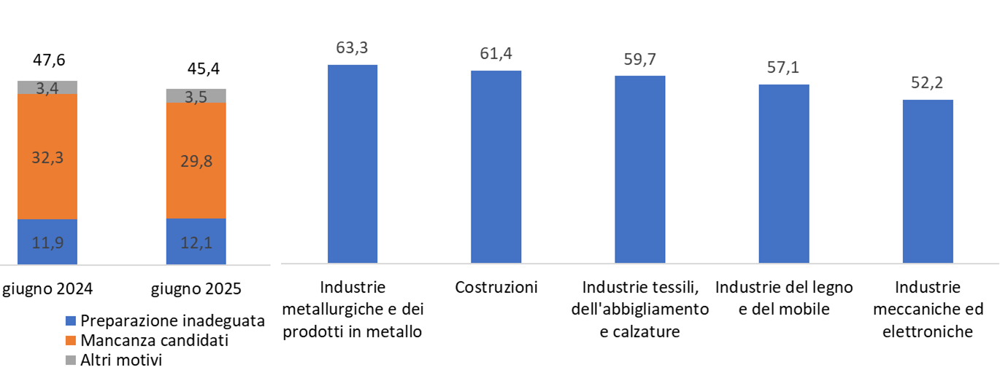 47,6
3,4
32,3
11,9
giugno 2024
45,4
3,5
29,8
12,1
giugno 2025
Preparazione inadeguata
Mancanza candidati
Altri motivi
63,3
Industrie
metallurgiche e dei
prodotti in metallo
61,4
Costruzioni
59,7
Industrie tessili,
dell'abbigliamento
e calzature
57,1
Industrie del legno
e del mobile
52,2
Industrie
meccaniche ed
elettroniche